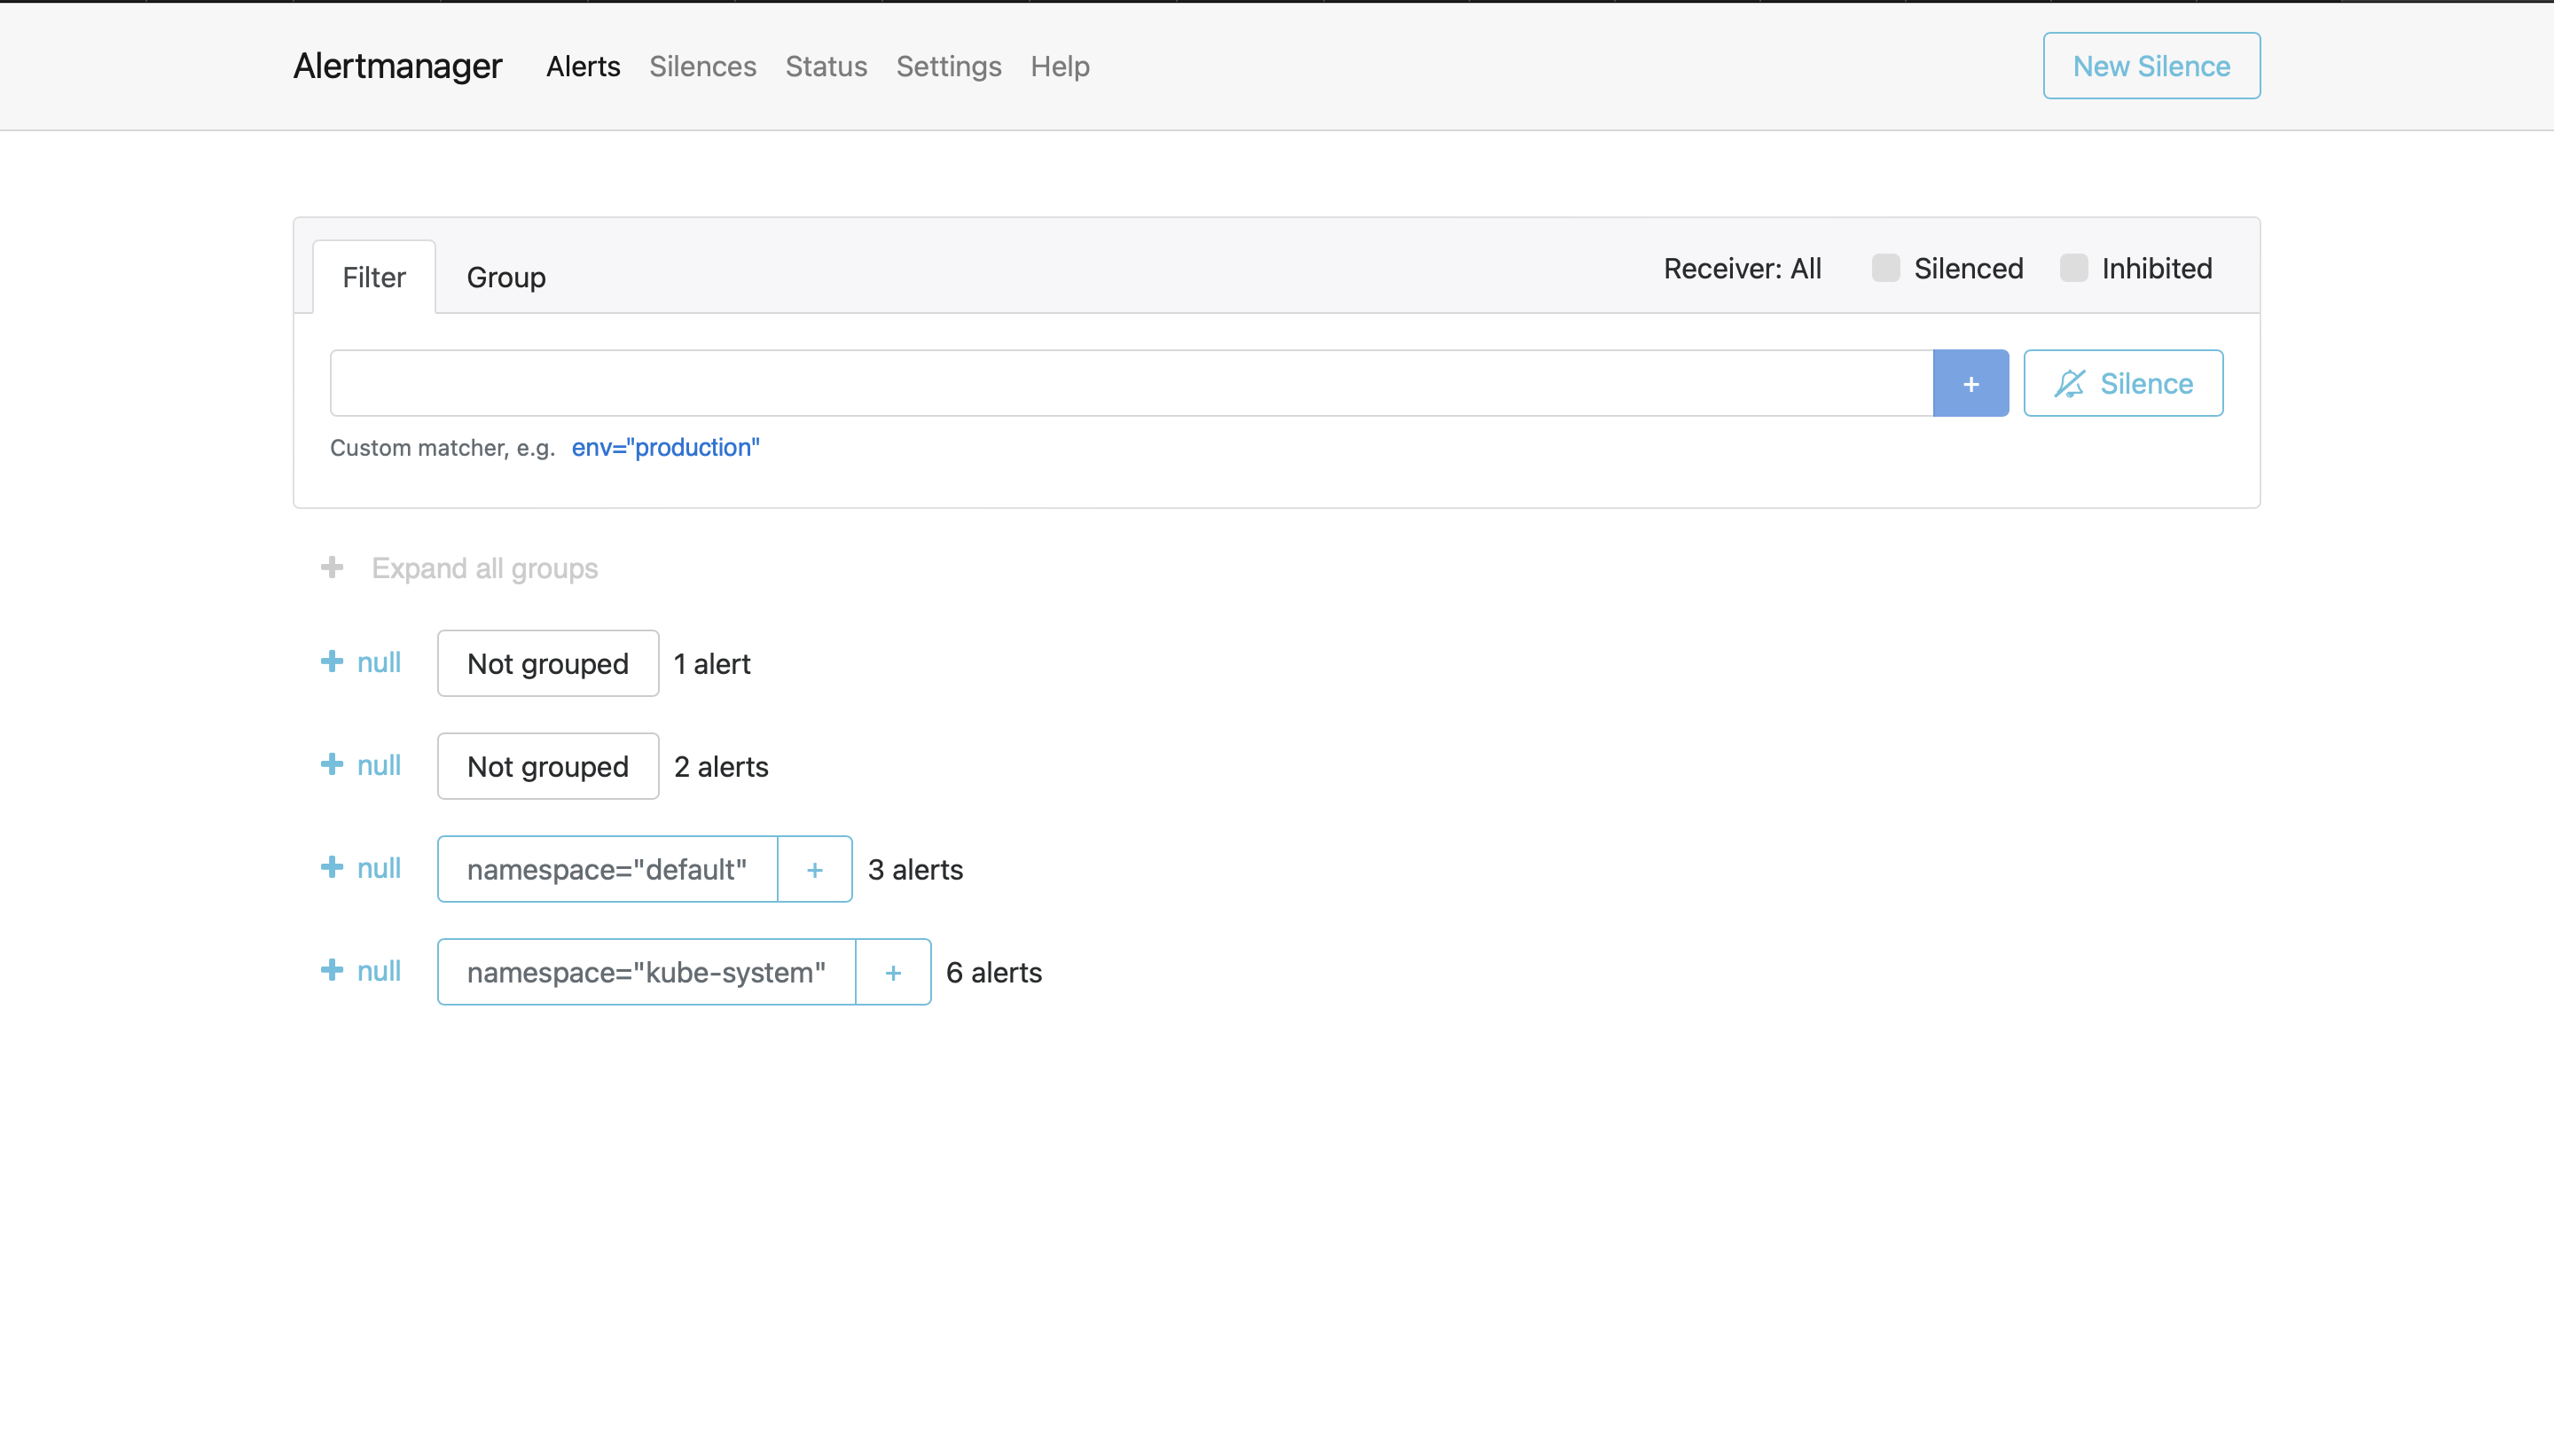 Alertmanager Alerts Silences Status Settings Help New Silence
Filter Group Receiver: All Silenced Inhibited
+ Silence
Custom matcher, e.g. env="production"
+ Expand all groups
+ null Not grouped 1 alert
+ null Not grouped 2 alerts
+ null namespace="default" + 3 alerts
+ null namespace="kube-system" + 6 alerts